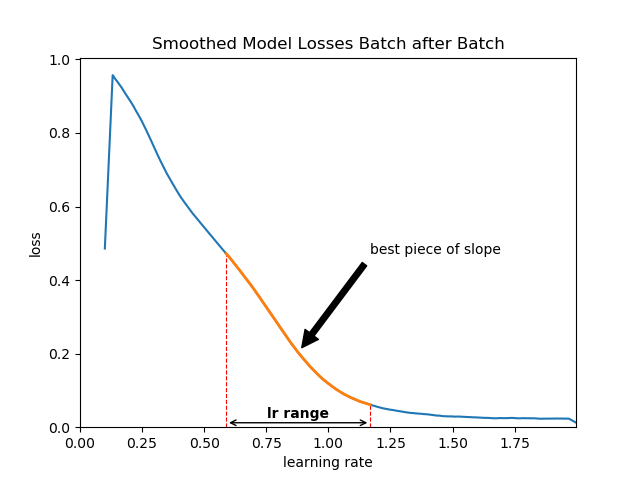 Smoothed Model Losses Batch after Batch
1.0
0.8
0.6
0.4
0.2
0.0
loss
best piece of slope
lr range
0.00 0.25 0.50 0.75 1.00 1.25 1.50 1.75
learning rate